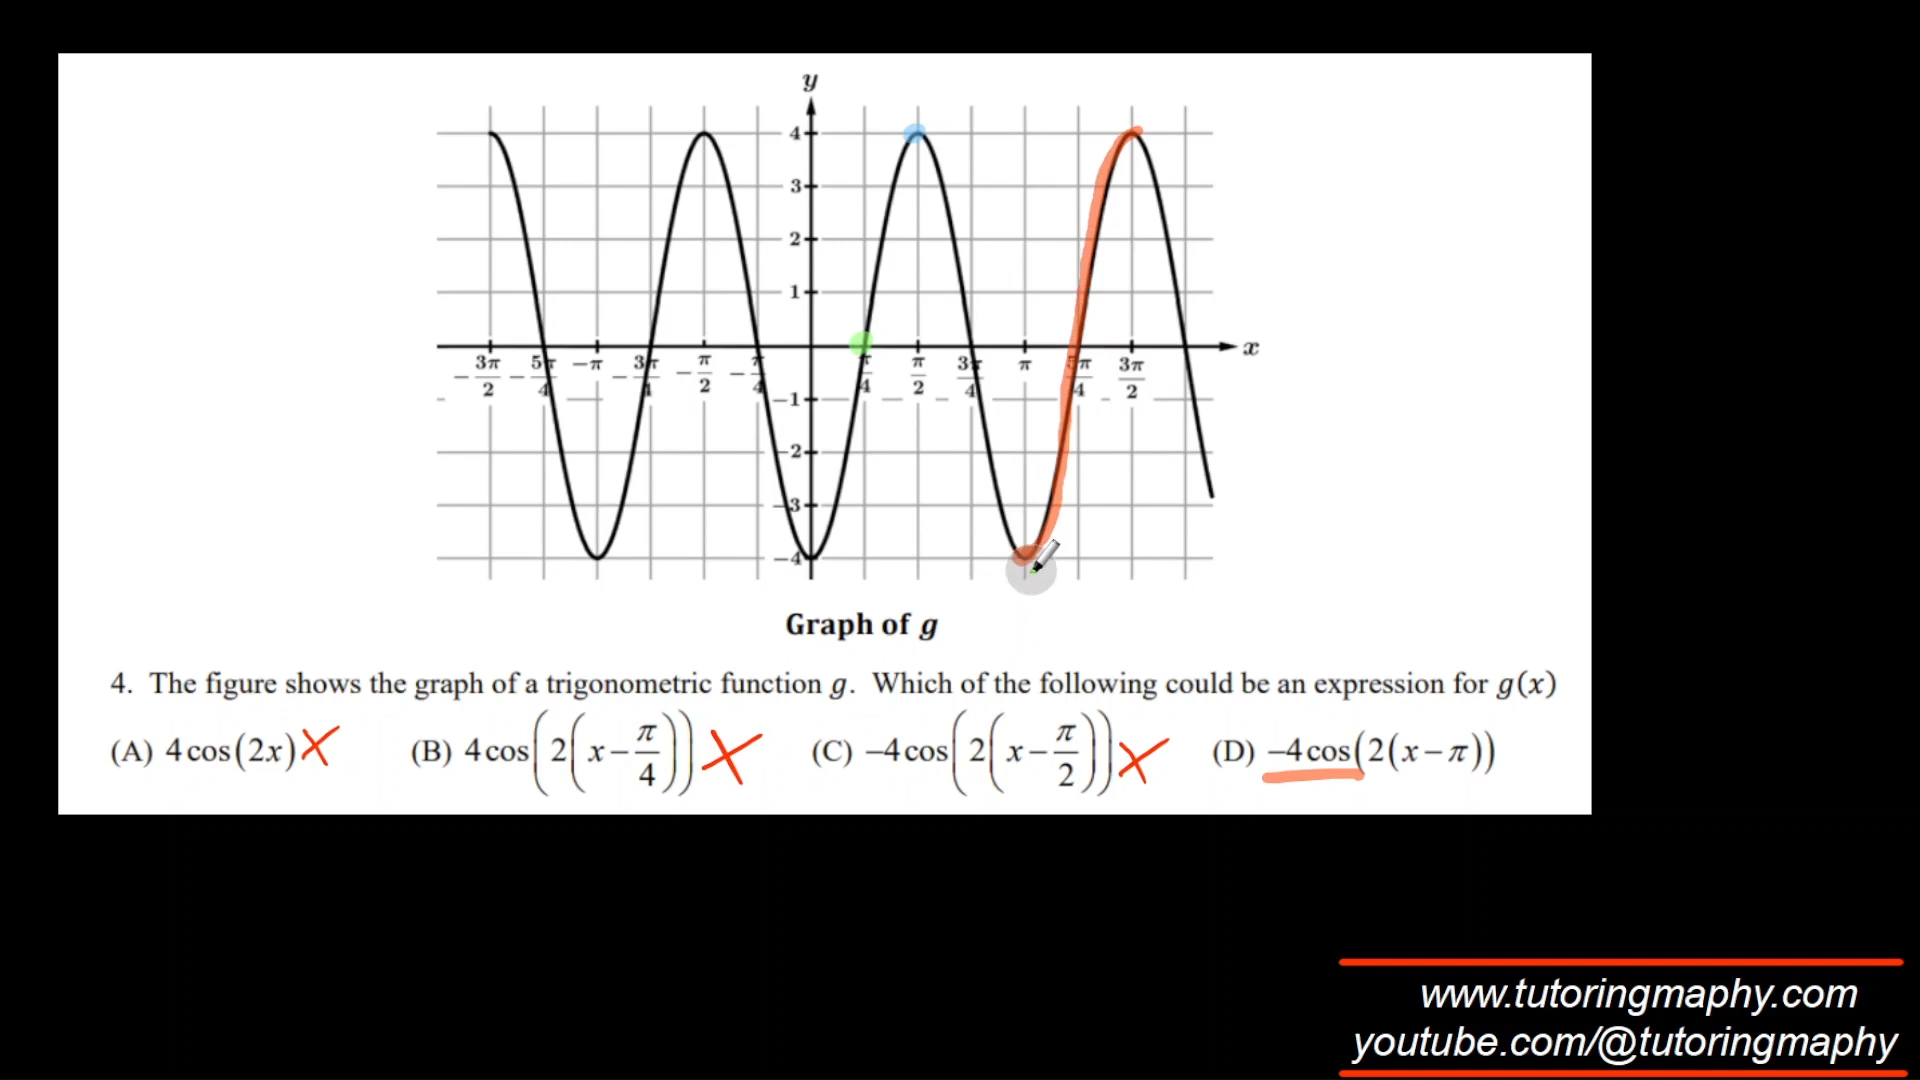 y
4
3
2
1
x
-3π/2 -5π/4 -π -3π/4 -π/2 -π/4 π/4 π/2 3π/4 π 5π/4 3π/2
-1
-2
-3
-4
Graph of g
4. The figure shows the graph of a trigonometric function g. Which of the following could be an expression for g(x)
(A) 4cos(2x) (B) 4cos(2(x−π/4)) (C) −4cos(2(x−π/2)) (D) −4cos(2(x−π))
www.tutoringmaphy.com
youtube.com/@tutoringmaphy